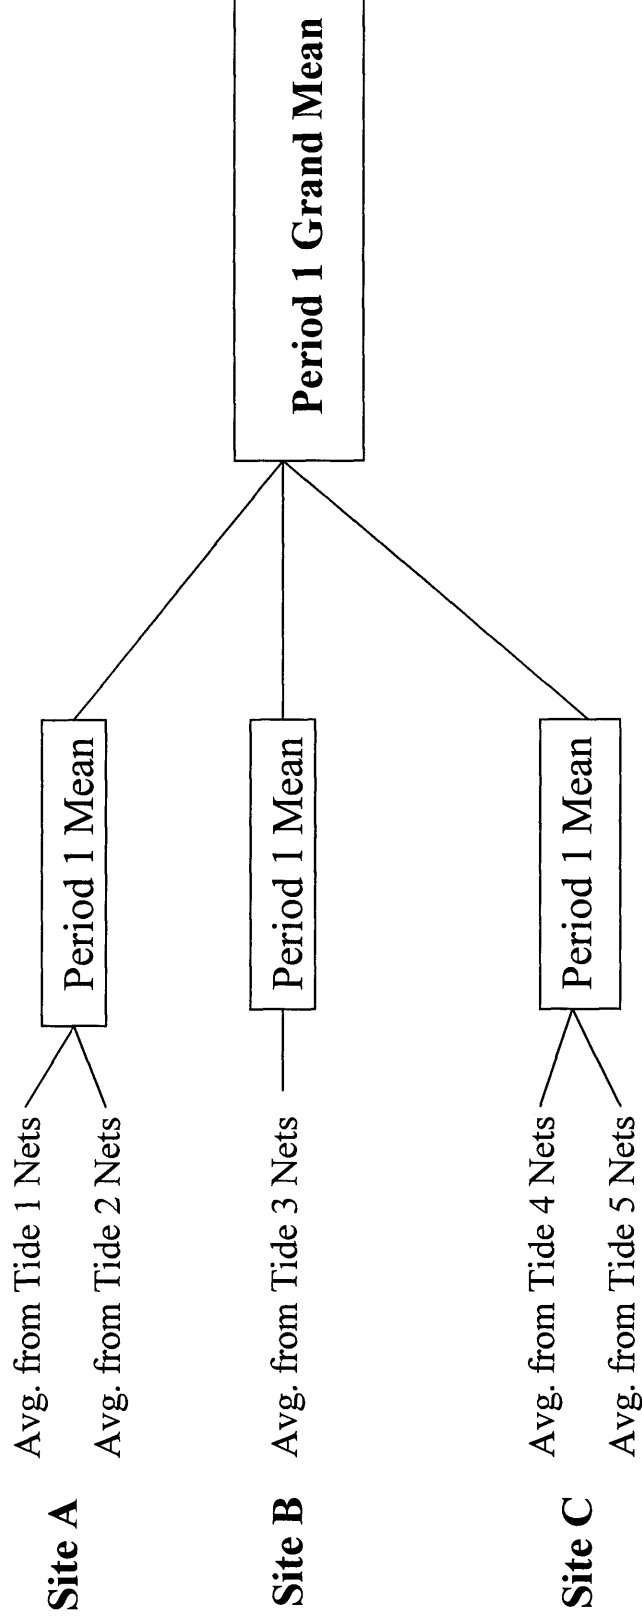 Site A
Avg. from Tide 1 Nets
Avg. from Tide 2 Nets
Period 1 Mean
Site B
Avg. from Tide 3 Nets
Period 1 Mean
Site C
Avg. from Tide 4 Nets
Avg. from Tide 5 Nets
Period 1 Mean
Period 1 Grand Mean